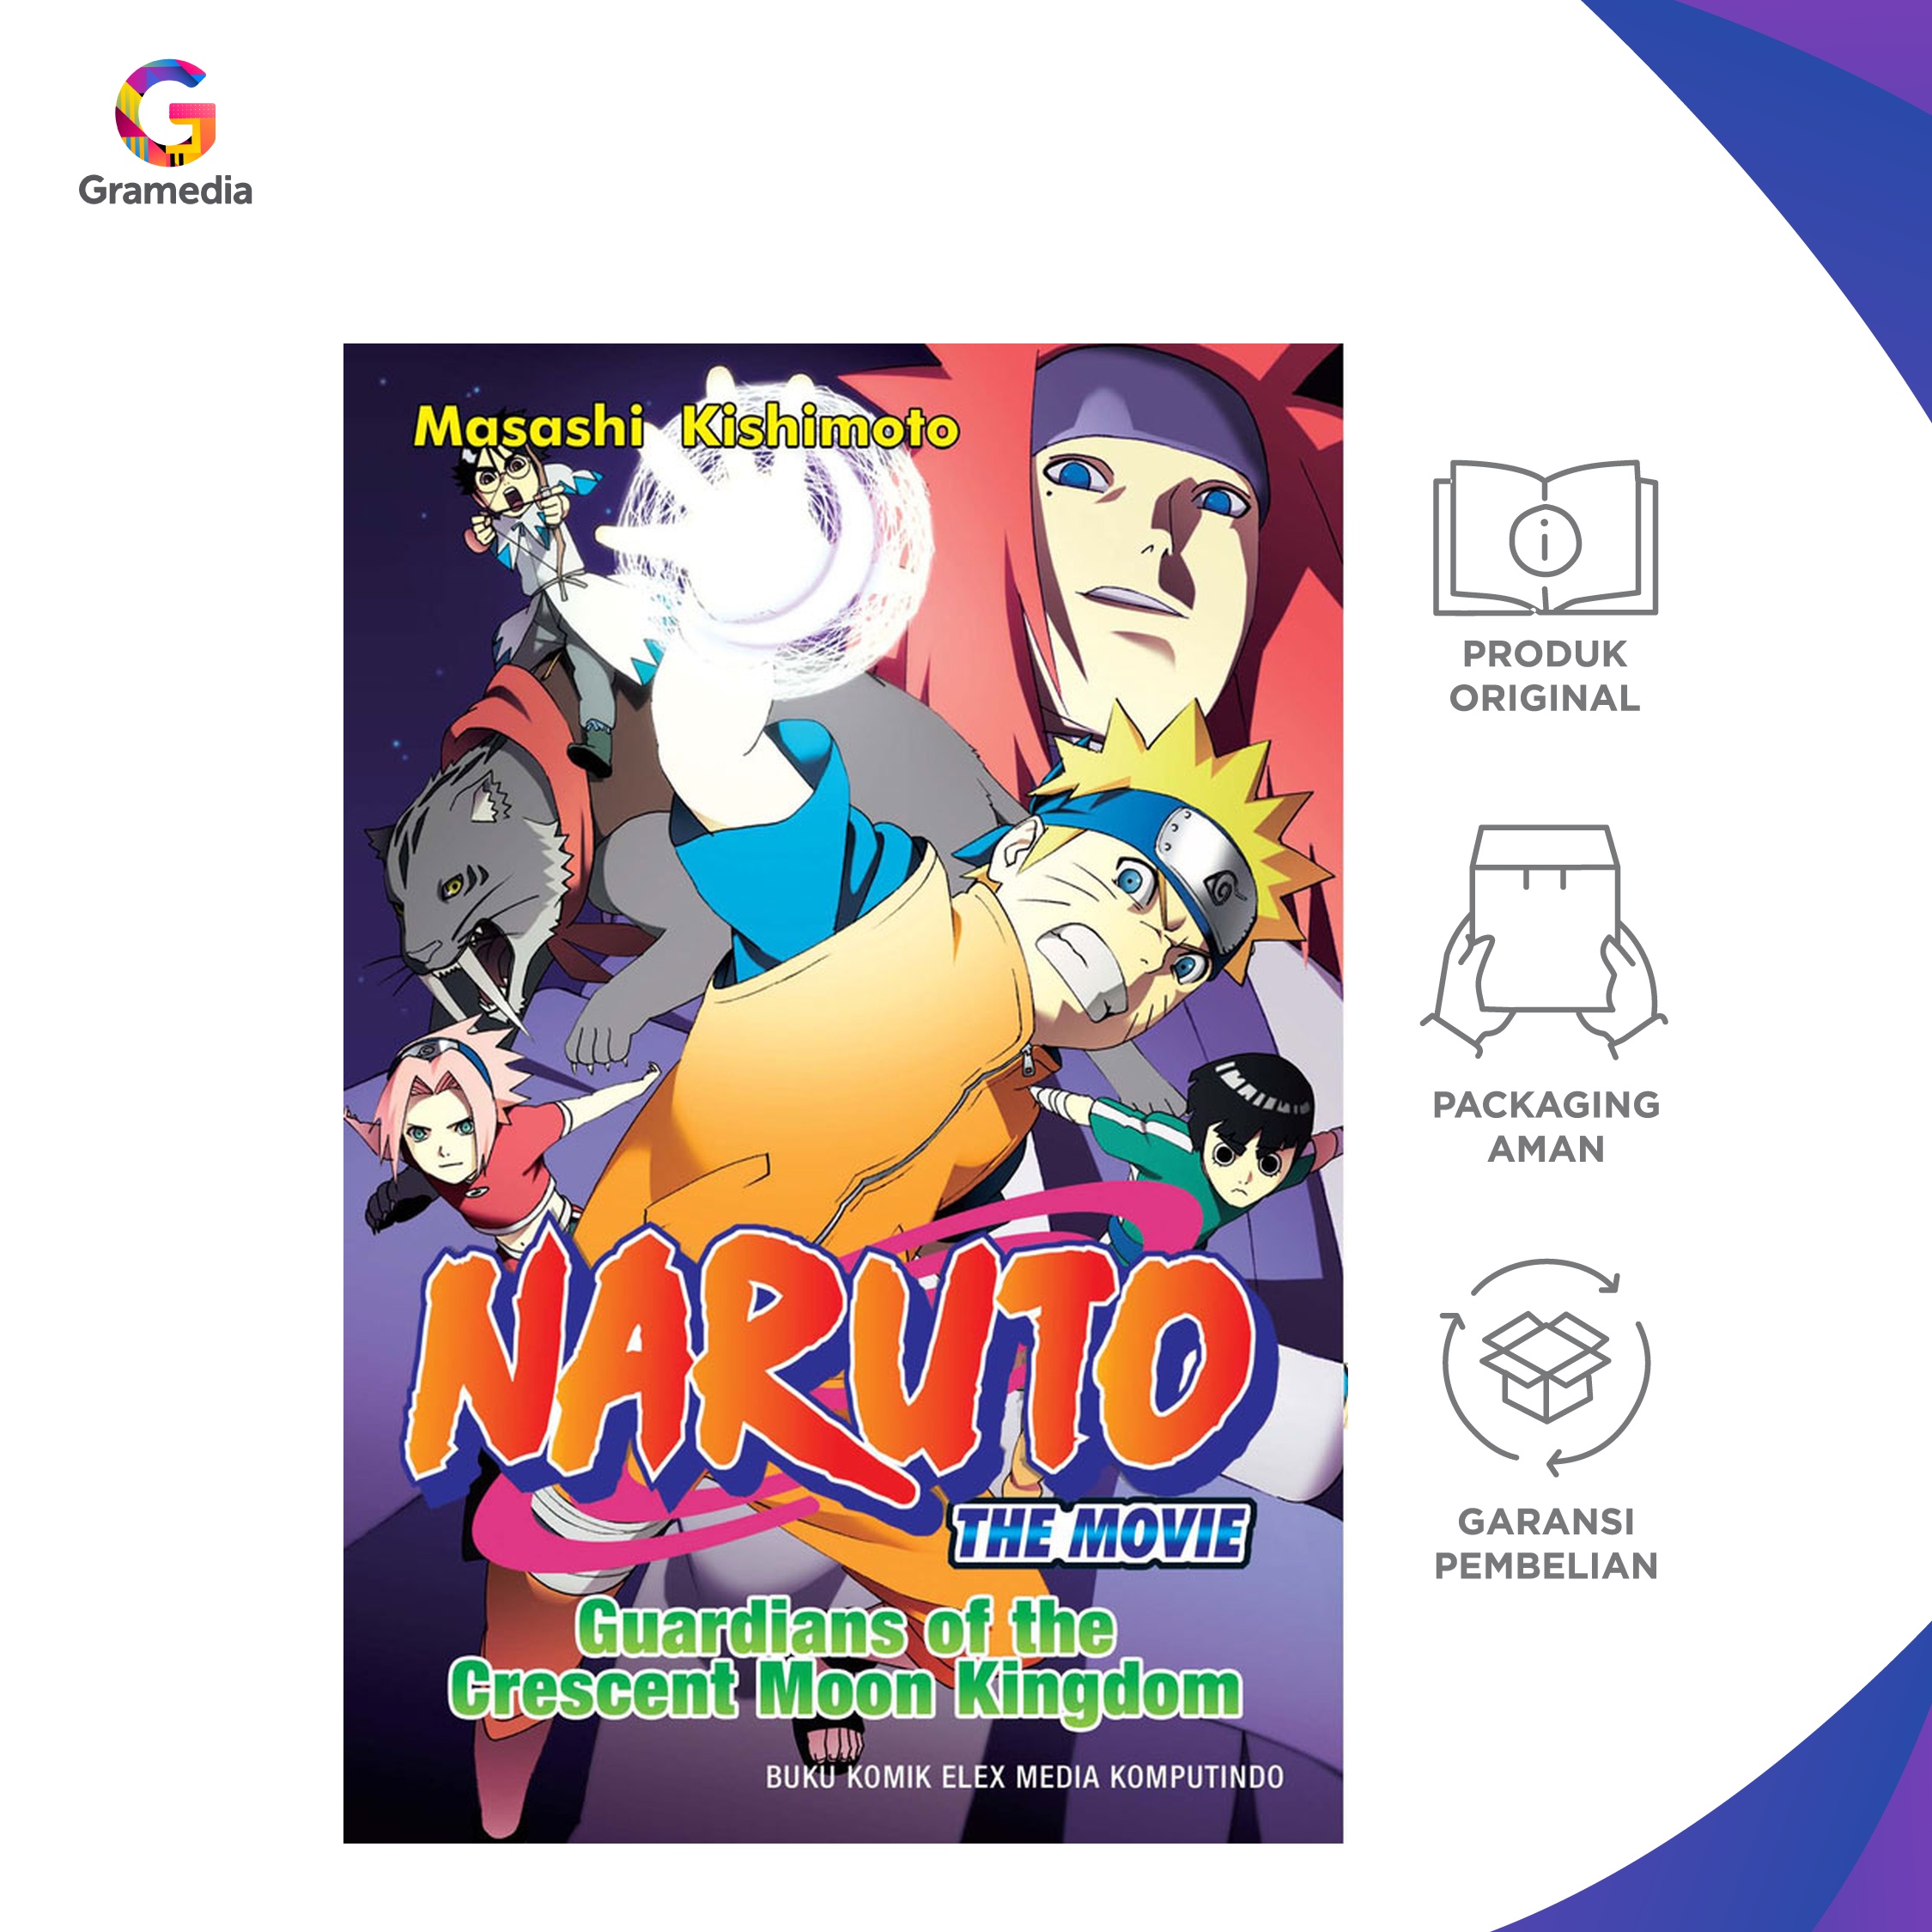 Gramedia
Masashi Kishimoto
NARUTO
THE MOVIE
Guardians of the
Crescent Moon Kingdom
BUKU KOMIK ELEX MEDIA KOMPUTINDO
PRODUK
ORIGINAL
PACKAGING
AMAN
GARANSI
PEMBELIAN